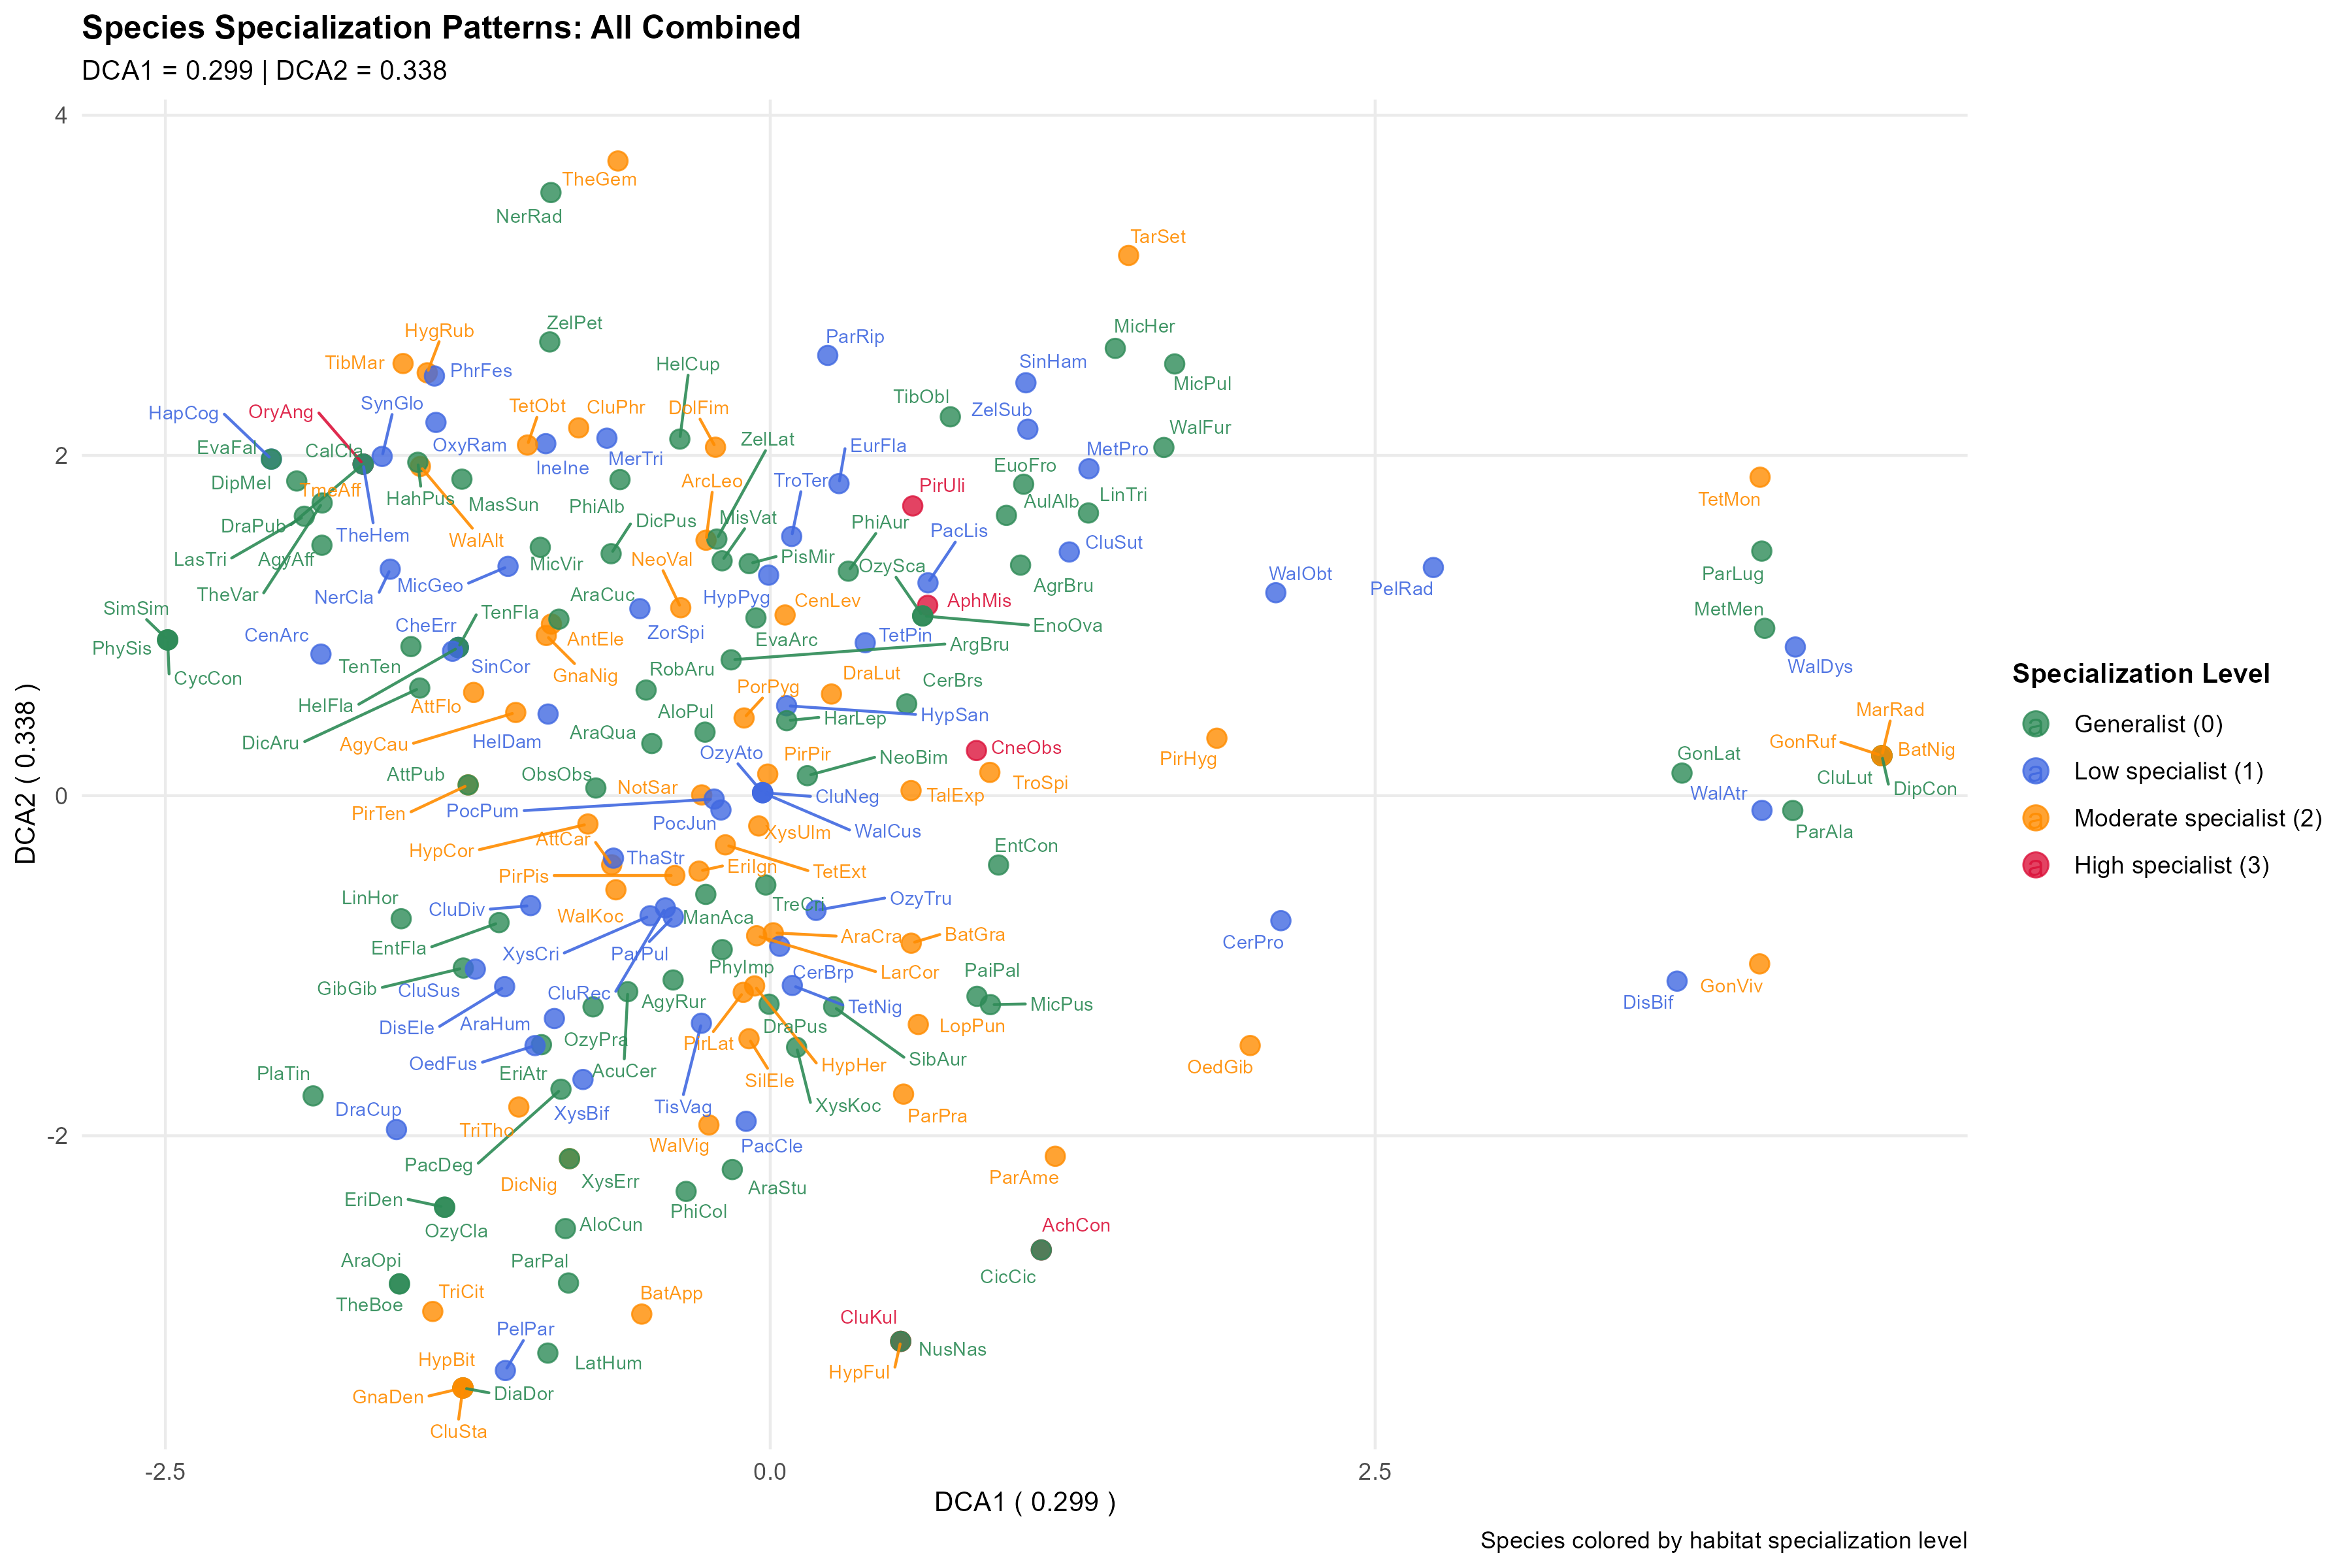 Species Specialization Patterns: All Combined
DCA1 = 0.299 | DCA2 = 0.338
4
TheGem
NerRad
TarSet
ZelPet
MicHer
HygRub
ParRip
TibMar
PhrFes
HelCup
SinHam
MicPul
TibObl
SynGlo
HapCog
OryAng
TetObt
CluPhr
DolFim
ZelSub
WalFur
EvaFal
CalCla
OxyRam
ZelLat
EurFla
MetPro
2
IneIne
MerTri
EuoFro
DipMel
TmeAff
HahPus
MasSun
PhiAlb
ArcLeo
TroTer
PirUli
AulAlb
LinTri
TetMon
DraPub
TheHem
WalAlt
DicPus
MisVat
PhiAur
PacLis
CluSut
LasTri
AgyAff
MicVir
NeoVal
PisMir
OzySca
AgrBru
WalObt
PelRad
ParLug
TheVar
NerCla
MicGeo
AraCuc
HypPyg
CenLev
AphMis
MetMen
SimSim
TenFla
EnoOva
CenArc
CheErr
AntEle
ZorSpi
EvaArc
TetPin
ArgBru
PhySis
CycCon
TenTen
SinCor
GnaNig
RobAru
WalDys
DraLut
CerBrs
HelFla
AttFlo
PorPyg
HarLep
HypSan
MarRad
DicAru
AgyCau
HelDam
AraQua
AloPul
GonRuf
BatNig
OzyAto
PirPir
NeoBim
CneObs
PirHyg
GonLat
AttPub
ObsObs
NotSar
TroSpi
CluLut
DipCon
0
PirTen
PocPum
PocJun
CluNeg
TalExp
WalAtr
XysUlm
WalCus
ParAla
HypCor
AttCar
ThaStr
EriIgn
TetExt
EntCon
PirPis
LinHor
CluDiv
WalKoc
ManAca
TreCri
OzyTru
EntFla
XysCri
ParPul
AraCra
BatGra
CerPro
PhyImp
CerBrp
LarCor
PaiPal
GibGib
CluSus
CluRec
AgyRur
TetNig
MicPus
DisBif
GonViv
DisEle
AraHum
OzyPra
DraPus
LopPun
PirLat
SibAur
OedFus
EriAtr
AcuCer
SilEle
HypHer
OedGib
PlaTin
DraCup
XysBif
TisVag
XysKoc
ParPra
TriTho
-2
WalVig
PacCle
PacDeg
DicNig
XysErr
AraStu
ParAme
EriDen
OzyCla
PhiCol
AloCun
AchCon
AraOpi
ParPal
CicCic
TheBoe
TriCit
BatApp
PelPar
CluKul
HypBit
LatHum
NusNas
HypFul
GnaDen
DiaDor
CluSta
-2.5
0.0
2.5
DCA1 ( 0.299 )
DCA2 ( 0.338 )
Specialization Level
a Generalist (0)
a Low specialist (1)
a Moderate specialist (2)
a High specialist (3)
Species colored by habitat specialization level